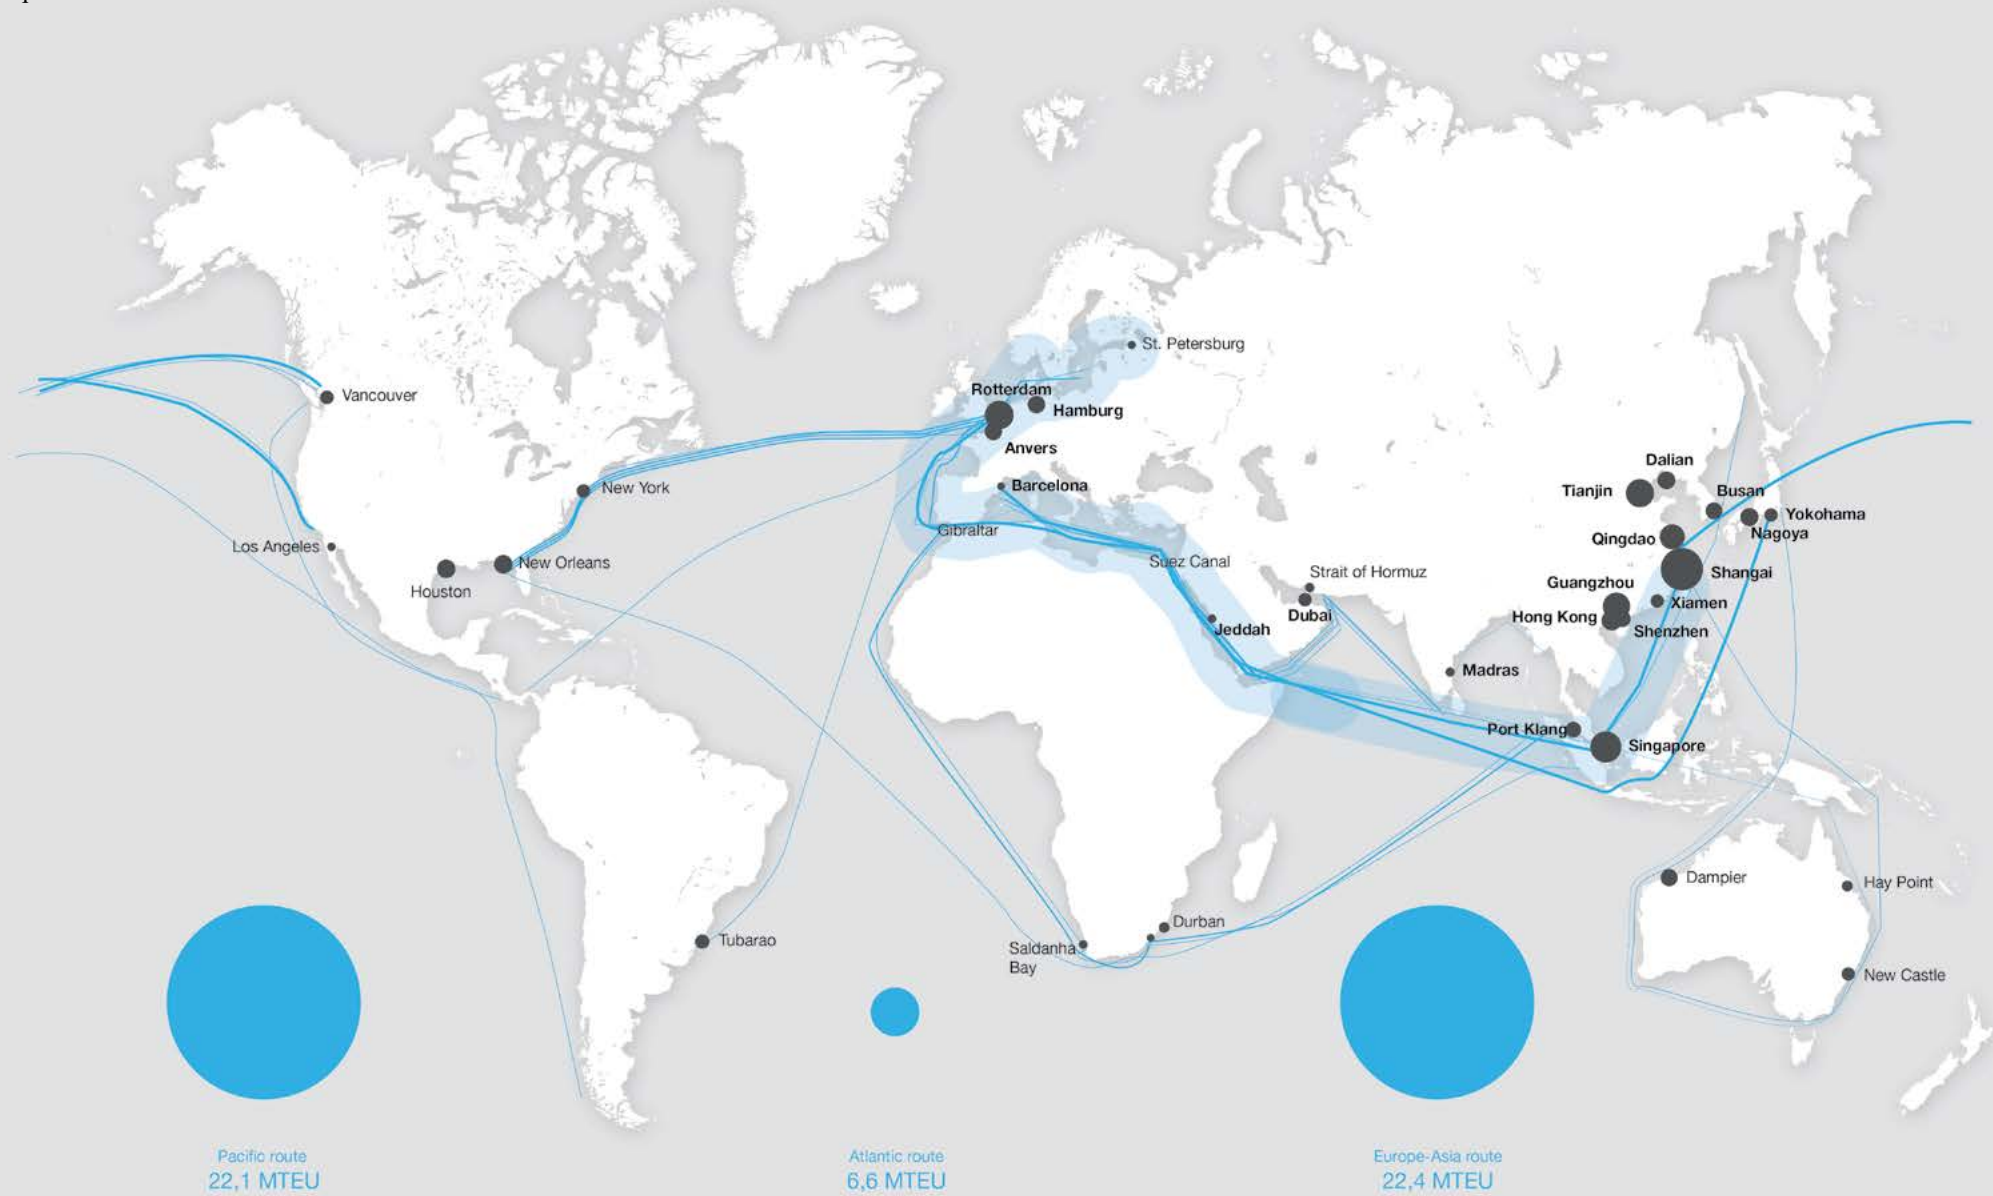 St. Petersburg
Rotterdam
Hamburg
Vancouver
Anvers
Dalian
Barcelona
Tianjin
Busan
New York
Yokohama
Gibraltar
Qingdao
Nagoya
Los Angeles
New Orleans
Suez Canal
Strait of Hormuz
Shangai
Houston
Guangzhou
Dubai
Xiamen
Hong Kong
Jeddah
Shenzhen
Madras
Port Klang
Singapore
Dampier
Hay Point
Durban
Tubarao
Saldanha
Bay
New Castle
Pacific route
22,1 MTEU
Atlantic route
6,6 MTEU
Europe-Asia route
22,4 MTEU